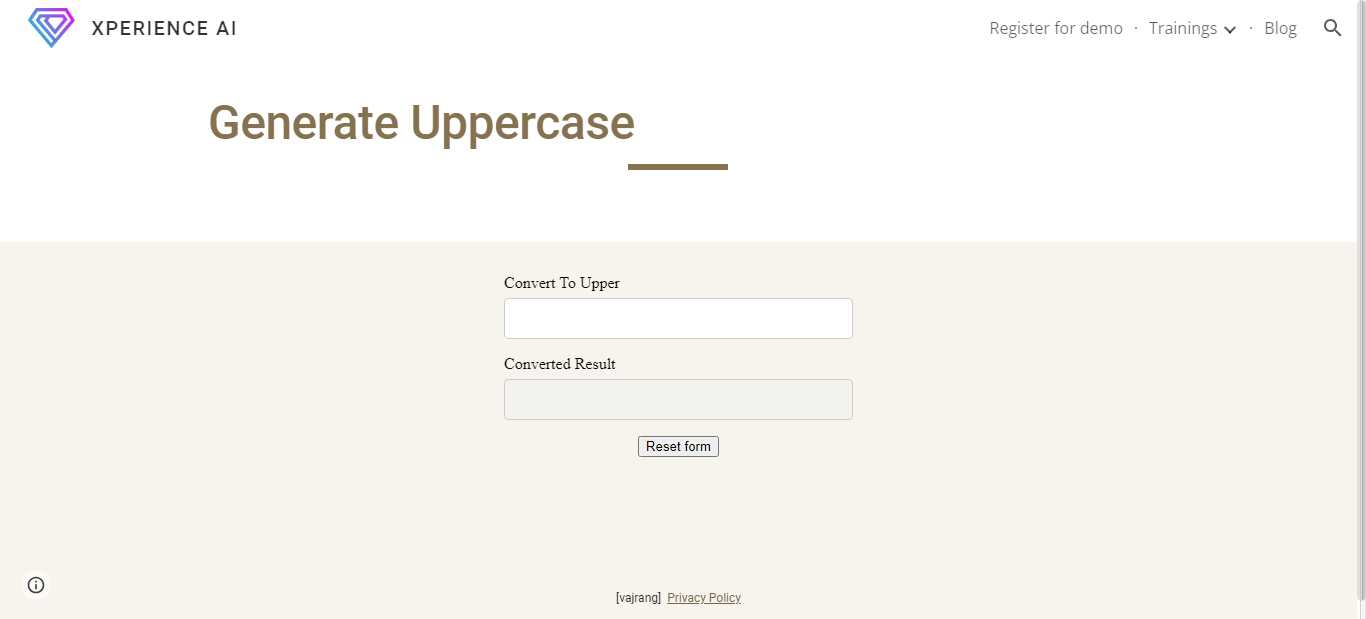 XPERIENCE AI
Register for demo · Trainings · Blog
Generate Uppercase
Convert To Upper
Converted Result
Reset form
[vajrang] Privacy Policy